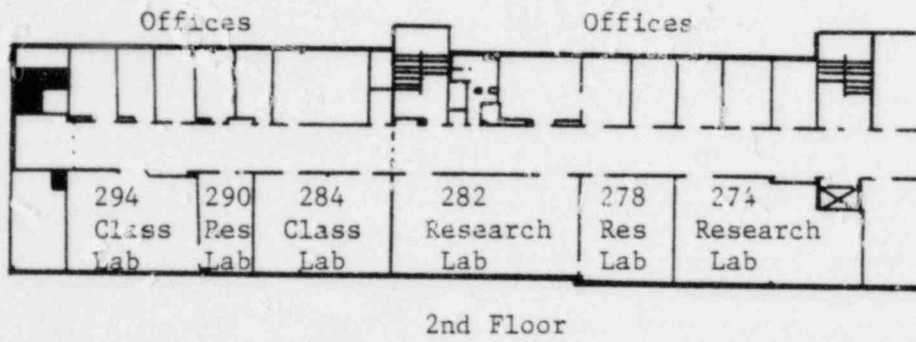 Offices
Offices
294
Class
Lab
290
Res
Lab
284
Class
Lab
282
Research
Lab
278
Res
Lab
274
Research
Lab
2nd Floor